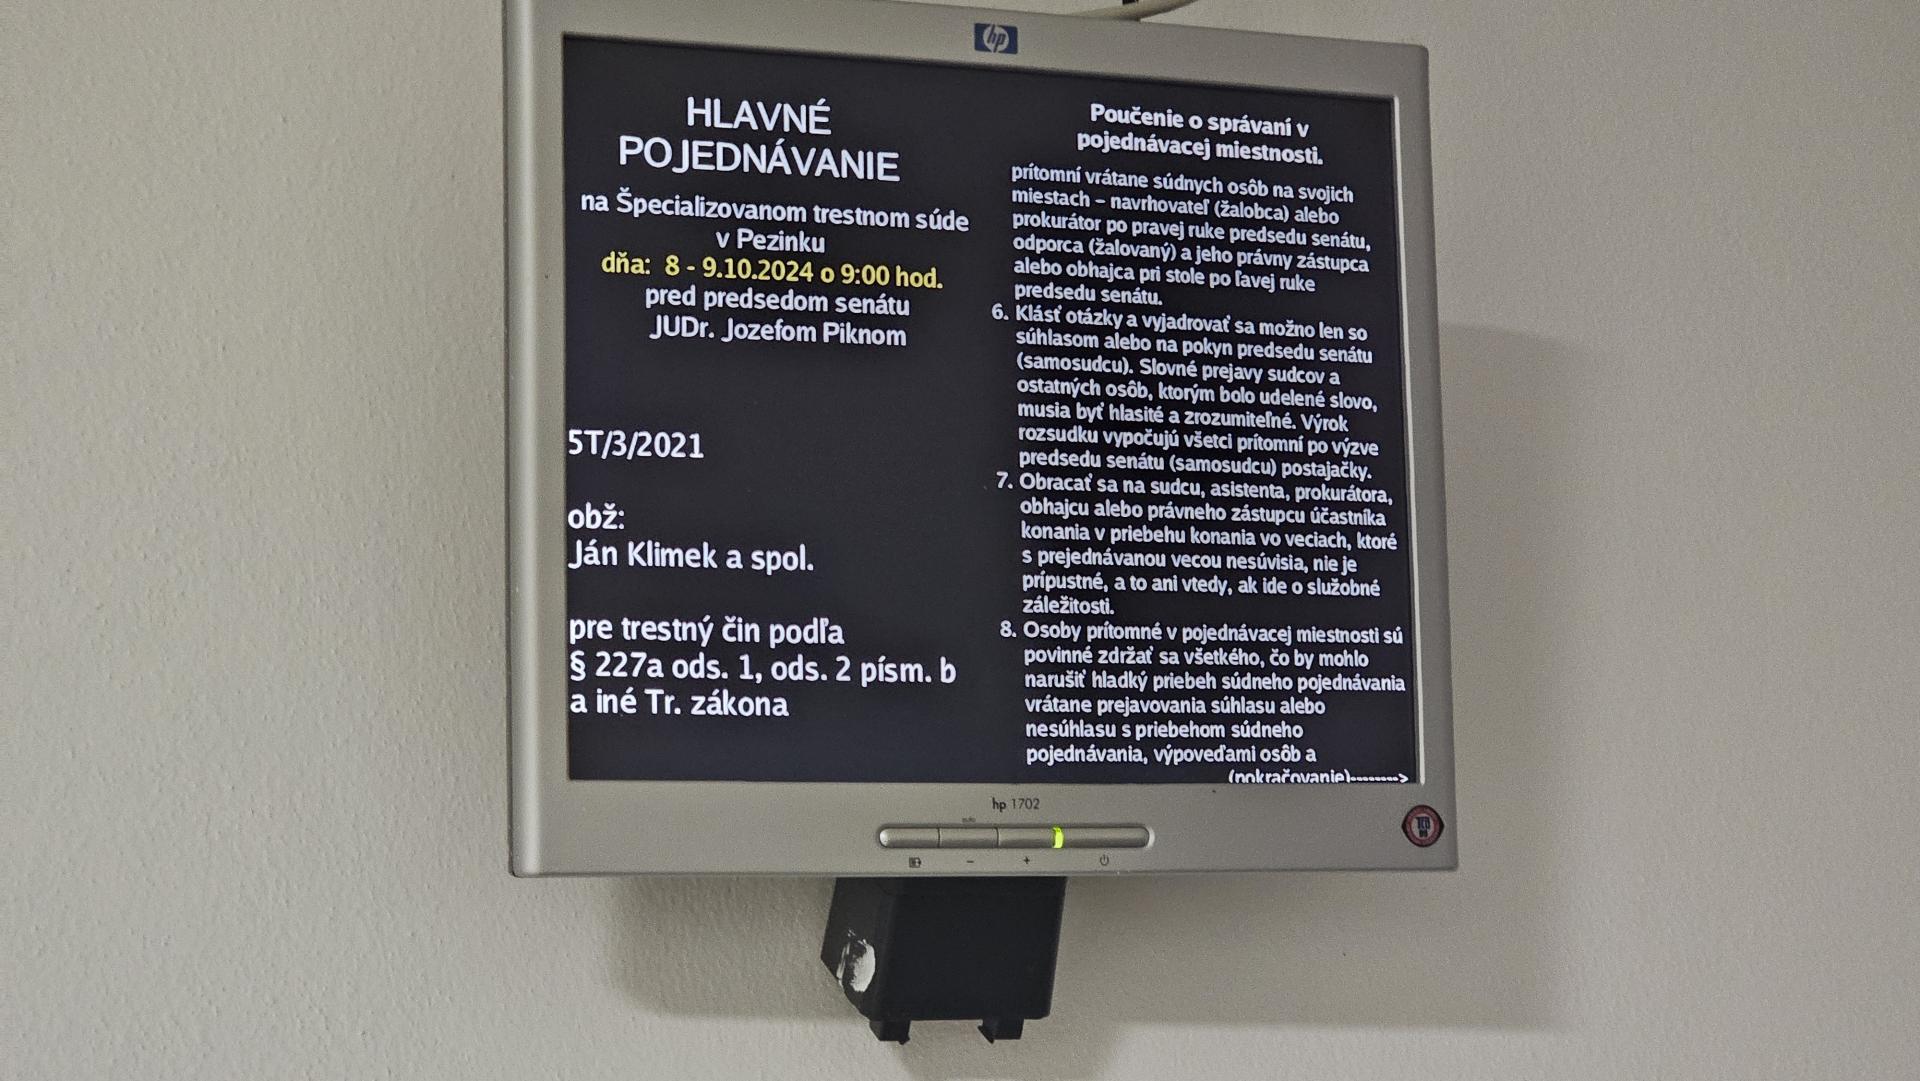 hp
HLAVNÉ
POJEDNÁVANIE
na Špecializovanom trestnom súde
v Pezinku
dňa: 8 - 9.10.2024 o 9:00 hod.
pred predsedom senátu
JUDr. Jozefom Piknom
5T/3/2021
obž:
Ján Klimek a spol.
pre trestný čin podľa
§ 227a ods. 1, ods. 2 písm. b
a iné Tr. zákona
Poučenie o správaní v
pojednávacej miestnosti.
prítomní vrátane súdnych osôb na svojich
miestach – navrhovateľ (žalobca) alebo
prokurátor po pravej ruke predsedu senátu,
odporca (žalovaný) a jeho právny zástupca
alebo obhajca pri stole po ľavej ruke
predsedu senátu.
6. Klásť otázky a vyjadrovať sa možno len so
súhlasom alebo na pokyn predsedu senátu
(samosudcu). Slovné prejavy sudcov a
ostatných osôb, ktorým bolo udelené slovo,
musia byť hlasité a zrozumiteľné. Výrok
rozsudku vypočujú všetci prítomní po výzve
predsedu senátu (samosudcu) postajačky.
7. Obracať sa na sudcu, asistenta, prokurátora,
obhajcu alebo právneho zástupcu účastníka
konania v priebehu konania vo veciach, ktoré
s prejednávanou vecou nesúvisia, nie je
prípustné, a to ani vtedy, ak ide o služobné
záležitosti.
8. Osoby prítomné v pojednávacej miestnosti sú
povinné zdržať sa všetkého, čo by mohlo
narušiť hladký priebeh súdneho pojednávania
vrátane prejavovania súhlasu alebo
nesúhlasu s priebehom súdneho
pojednávania, výpoveďami osôb a
(pokračovanie)-------->
hp 1702
auto
- +
TCO
99